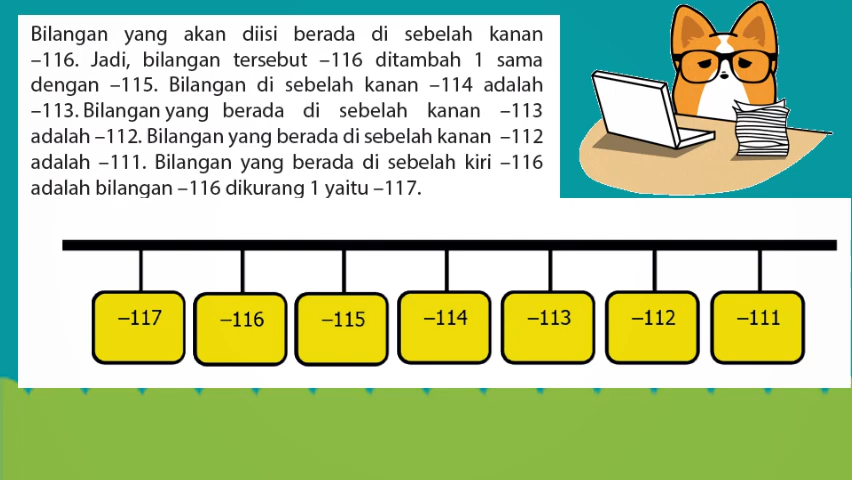 Bilangan yang akan diisi berada di sebelah kanan
–116. Jadi, bilangan tersebut –116 ditambah 1 sama
dengan –115. Bilangan di sebelah kanan –114 adalah
–113. Bilangan yang berada di sebelah kanan –113
adalah –112. Bilangan yang berada di sebelah kanan –112
adalah –111. Bilangan yang berada di sebelah kiri –116
adalah bilangan –116 dikurang 1 yaitu –117.
–117 –116 –115 –114 –113 –112 –111